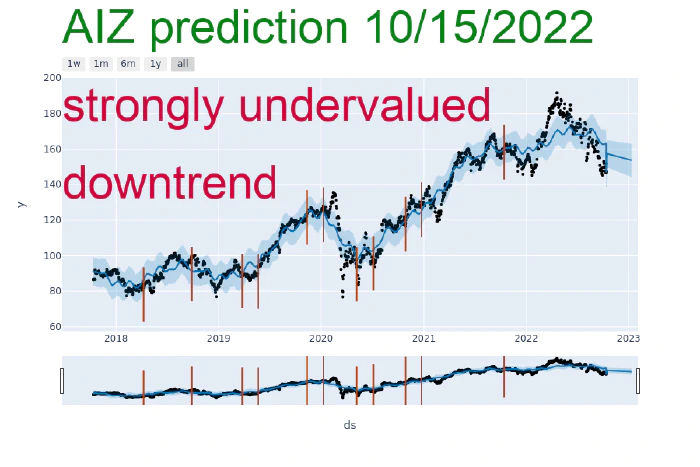 AIZ prediction 10/15/2022
1w 1m 6m 1y all
200
strongly undervalued
180
160
downtrend
140
y
120
100
80
60
2018 2019 2020 2021 2022 2023
ds